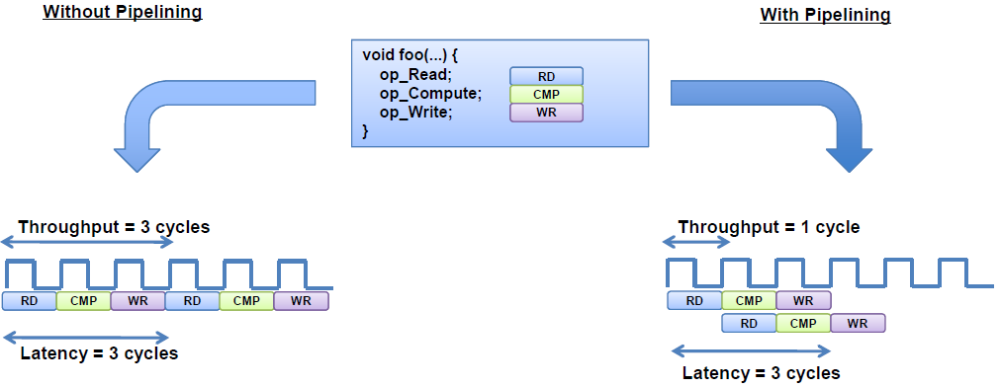 Without Pipelining
With Pipelining
void foo(...) {
op_Read;
RD
op_Compute;
CMP
op_Write;
WR
}
Throughput = 3 cycles
RD CMP WR RD CMP WR
Latency = 3 cycles
Throughput = 1 cycle
RD CMP WR
RD CMP WR
Latency = 3 cycles